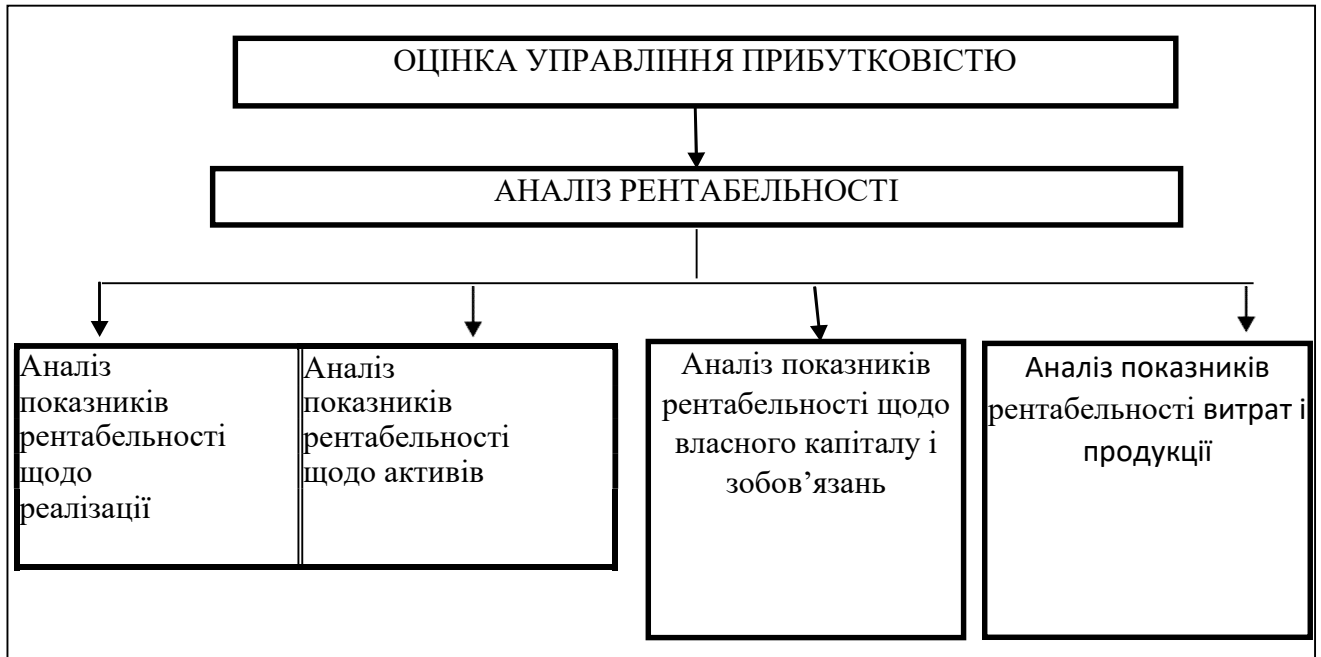 ОЦІНКА УПРАВЛІННЯ ПРИБУТКОВІСТЮ
АНАЛІЗ РЕНТАБЕЛЬНОСТІ
Аналіз
показників
рентабельності
щодо
реалізації
Аналіз
показників
рентабельності
щодо активів
Аналіз показників
рентабельності щодо
власного капіталу і
зобов’язань
Аналіз показників
рентабельності витрат і
продукції